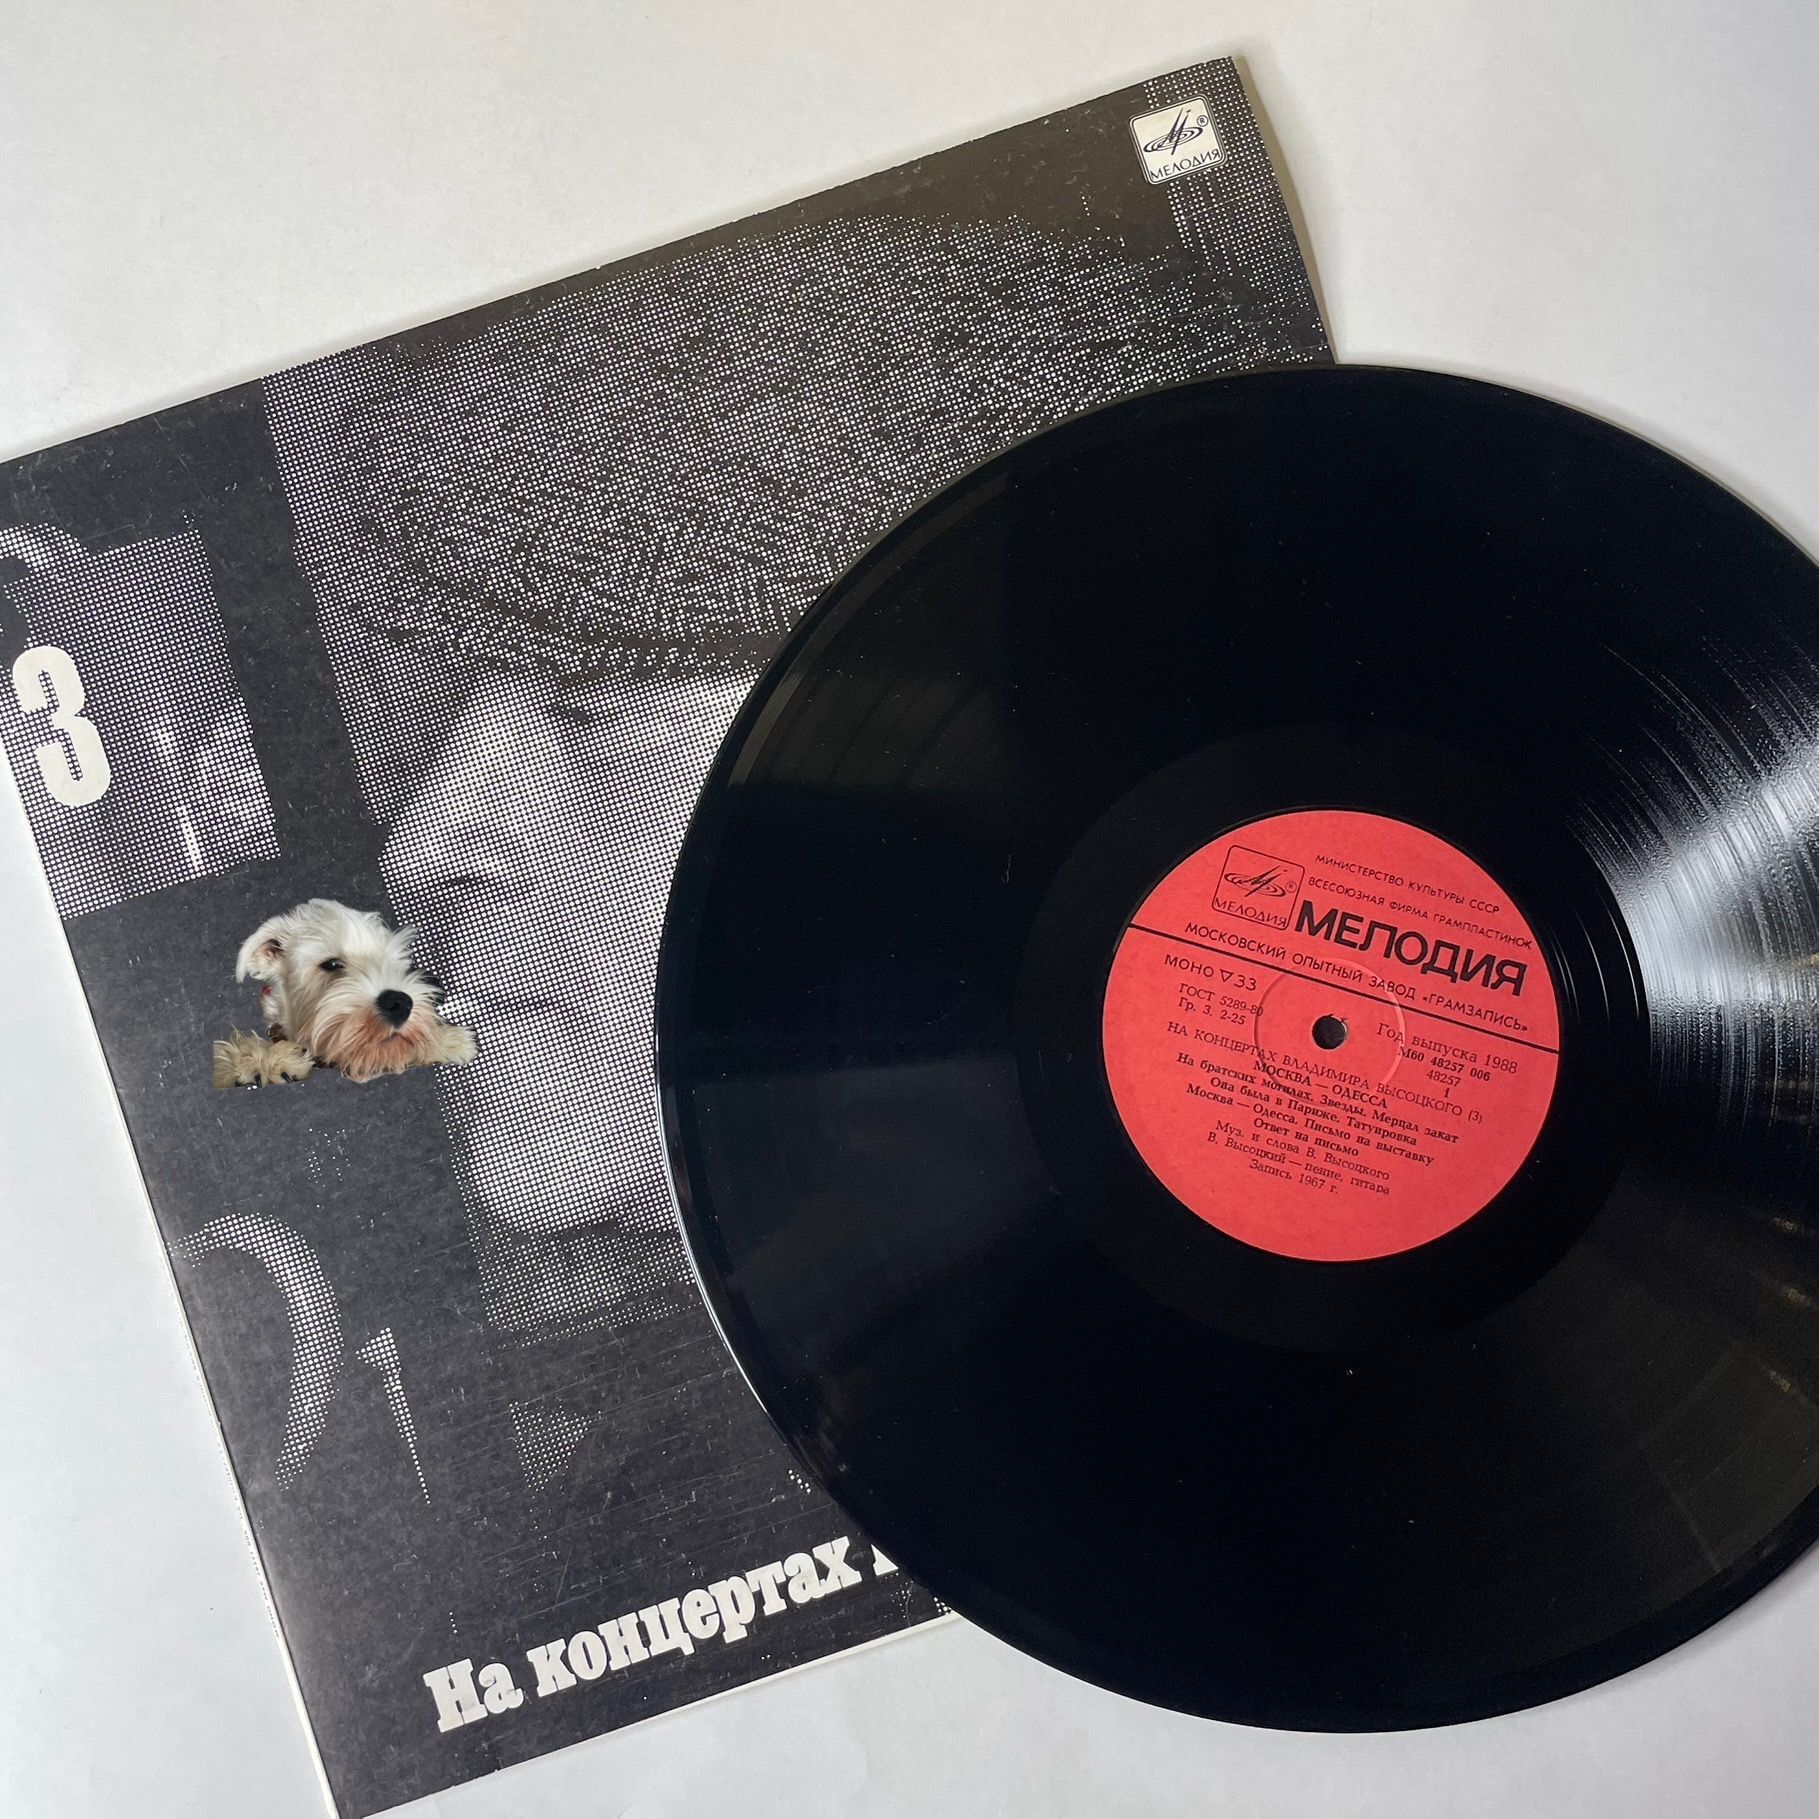 МЕЛОДИЯ
3
На концертах
МЕЛОДИЯ
МИНИСТЕРСТВО КУЛЬТУРЫ СССР
ВСЕСОЮЗНАЯ ФИРМА ГРАМПЛАСТИНОК
МЕЛОДИЯ
МОСКОВСКИЙ ОПЫТНЫЙ ЗАВОД «ГРАМЗАПИСЬ»
МОНО ▽ 33
ГОСТ 5289-80
Гр. 3. 2-25
Год выпуска 1988
М60 48257 006
48257
1
НА КОНЦЕРТАХ ВЛАДИМИРА ВЫСОЦКОГО (3)
МОСКВА — ОДЕССА
На братских могилах. Звезды. Мерцал закат
Она была в Париже. Татуировка
Москва — Одесса. Письмо на выставку
Ответ на письмо
Муз. и слова В. Высоцкого
В. Высоцкий — пение, гитара
Запись 1967 г.